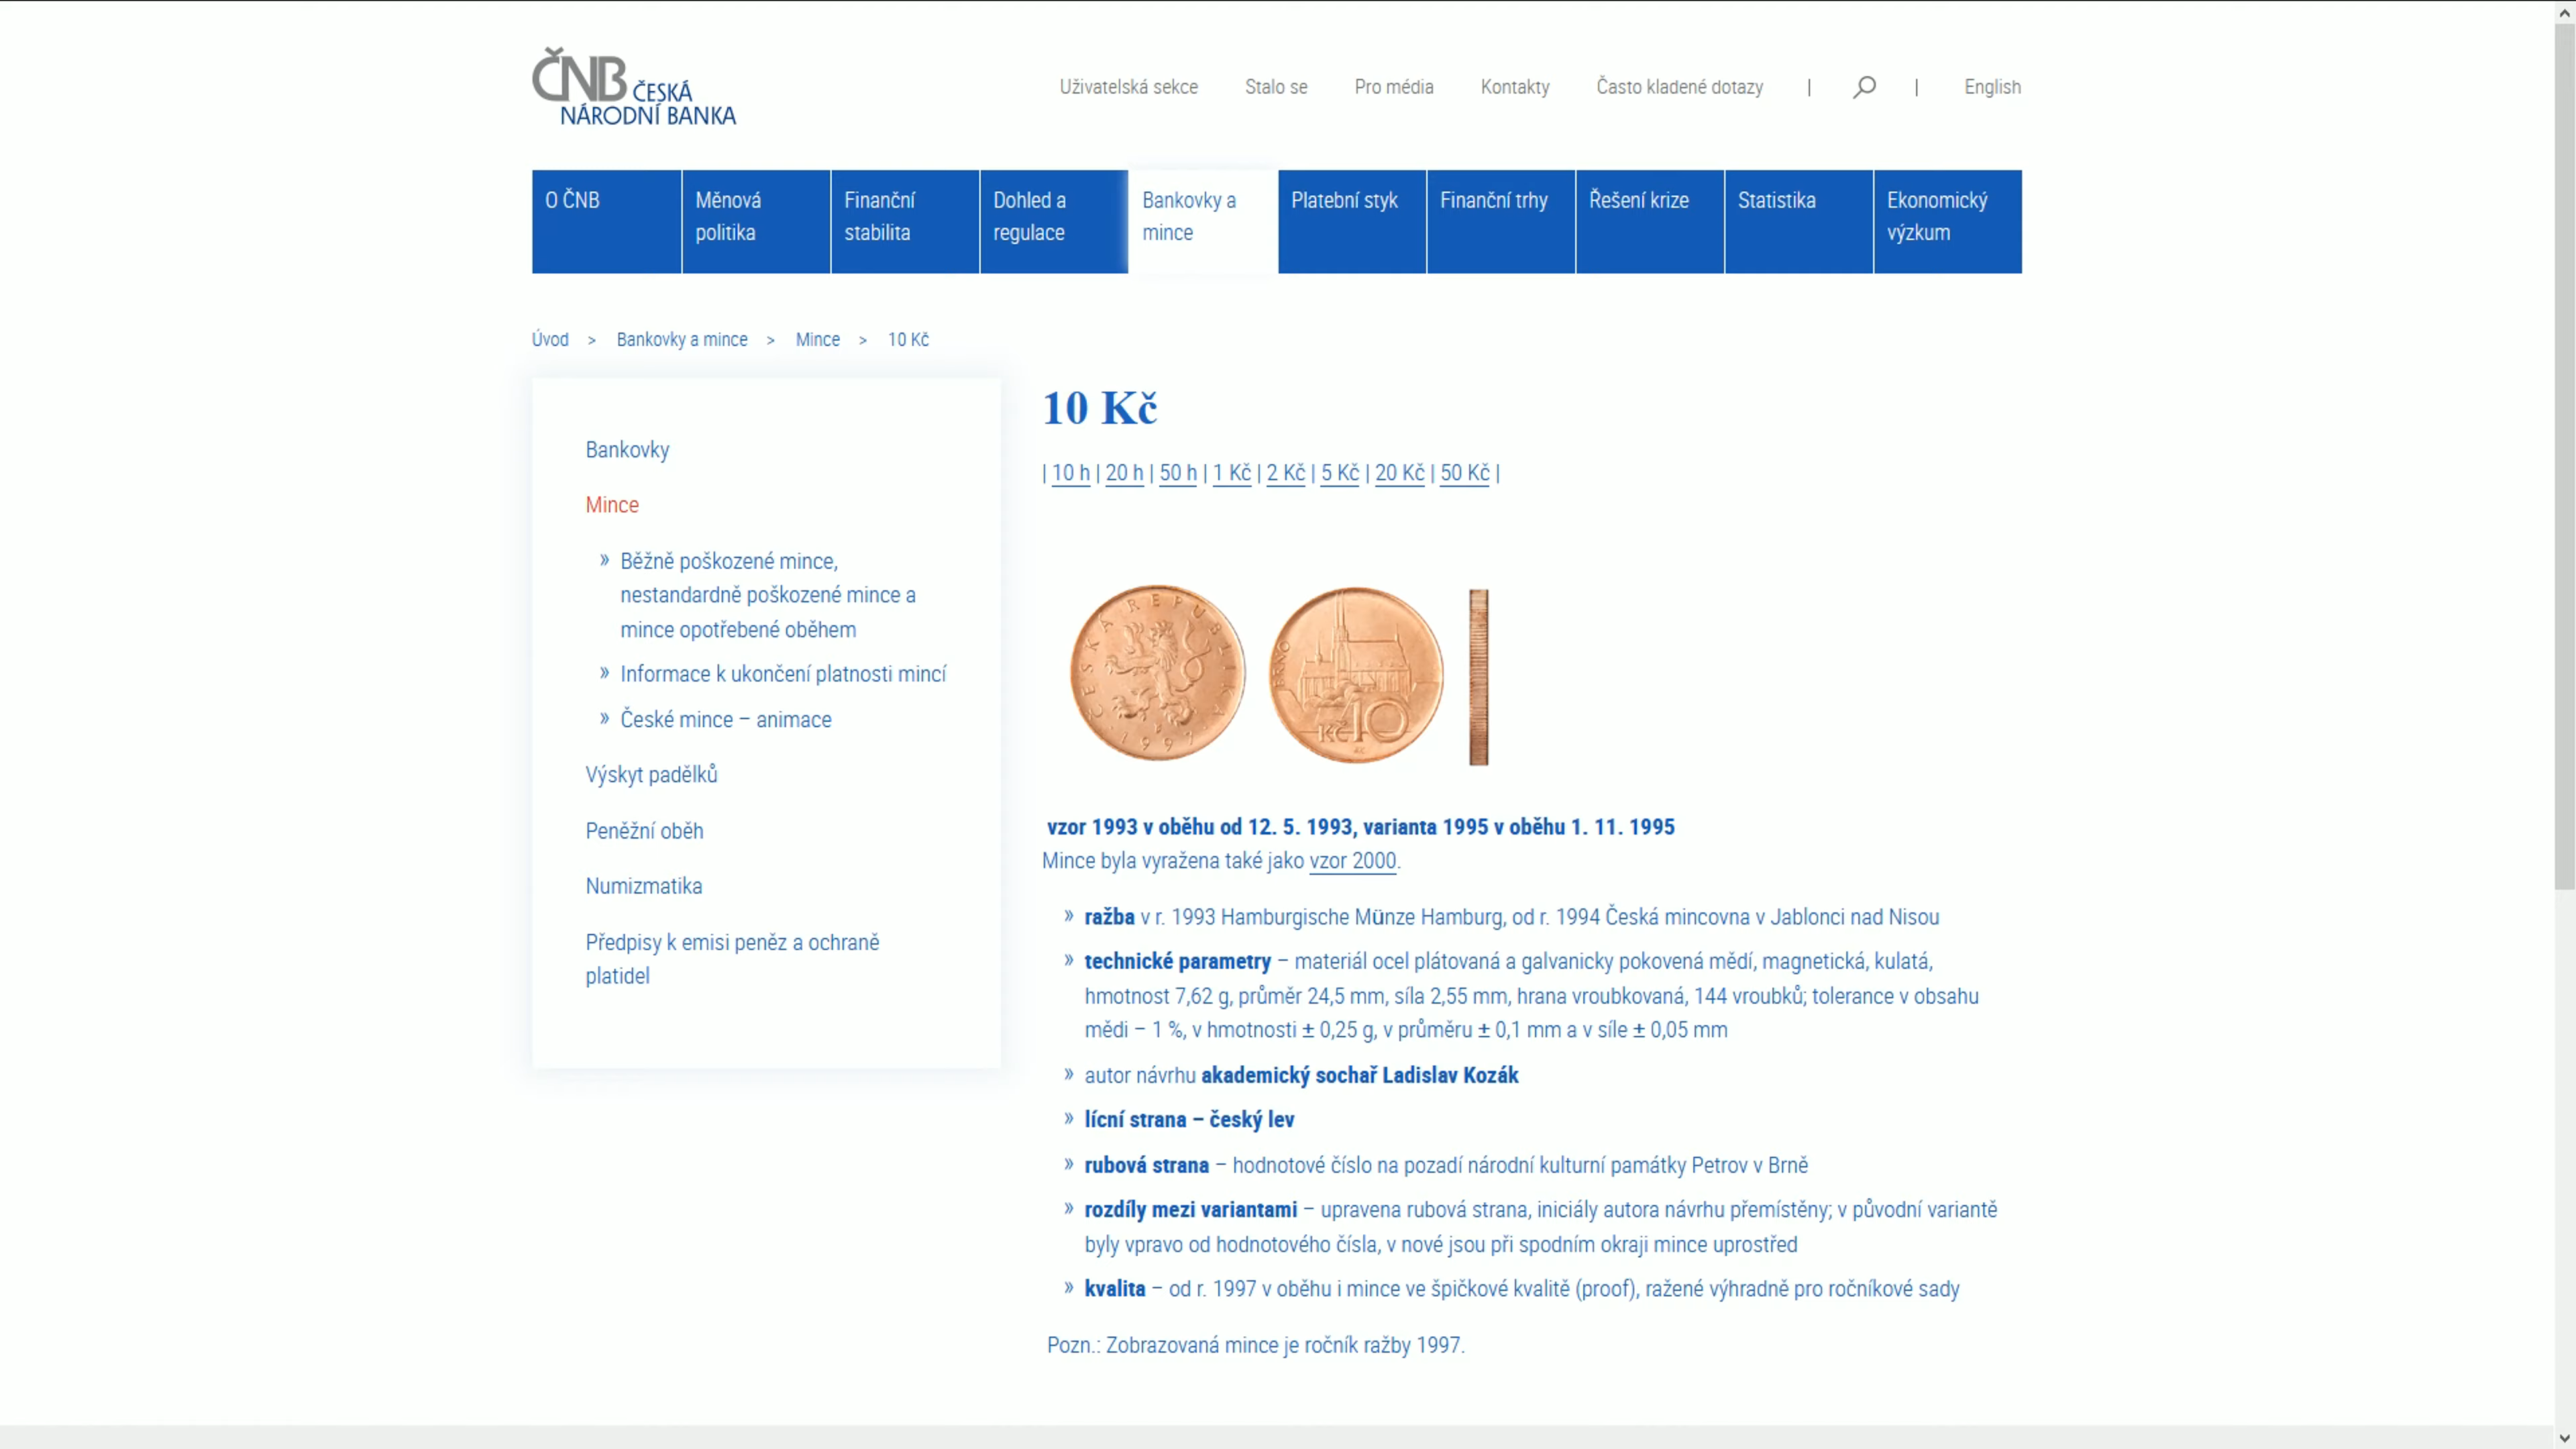 ČNB ČESKÁ
NÁRODNÍ BANKA
Uživatelská sekce Stalo se Pro média Kontakty Často kladené dotazy | | English
O ČNB
Měnová
politika
Finanční
stabilita
Dohled a
regulace
Bankovky a
mince
Platební styk
Finanční trhy
Řešení krize
Statistika
Ekonomický
výzkum
Úvod > Bankovky a mince > Mince > 10 Kč
Bankovky
Mince
» Běžně poškozené mince,
nestandardně poškozené mince a
mince opotřebené oběhem
» Informace k ukončení platnosti mincí
» České mince – animace
Výskyt padělků
Peněžní oběh
Numizmatika
Předpisy k emisi peněz a ochraně
platidel
10 Kč
| 10 h | 20 h | 50 h | 1 Kč | 2 Kč | 5 Kč | 20 Kč | 50 Kč |
ČESKÁ REPUBLIKA
1997
BRNO
Kč10
vzor 1993 v oběhu od 12. 5. 1993, varianta 1995 v oběhu 1. 11. 1995
Mince byla vyražena také jako vzor 2000.
» ražba v r. 1993 Hamburgische Münze Hamburg, od r. 1994 Česká mincovna v Jablonci nad Nisou
» technické parametry – materiál ocel plátovaná a galvanicky pokovená mědí, magnetická, kulatá,
hmotnost 7,62 g, průměr 24,5 mm, síla 2,55 mm, hrana vroubkovaná, 144 vroubků; tolerance v obsahu
mědi – 1 %, v hmotnosti ± 0,25 g, v průměru ± 0,1 mm a v síle ± 0,05 mm
» autor návrhu akademický sochař Ladislav Kozák
» lícní strana – český lev
» rubová strana – hodnotové číslo na pozadí národní kulturní památky Petrov v Brně
» rozdíly mezi variantami – upravena rubová strana, iniciály autora návrhu přemístěny; v původní variantě
byly vpravo od hodnotového čísla, v nové jsou při spodním okraji mince uprostřed
» kvalita – od r. 1997 v oběhu i mince ve špičkové kvalitě (proof), ražené výhradně pro ročníkové sady
Pozn.: Zobrazovaná mince je ročník ražby 1997.